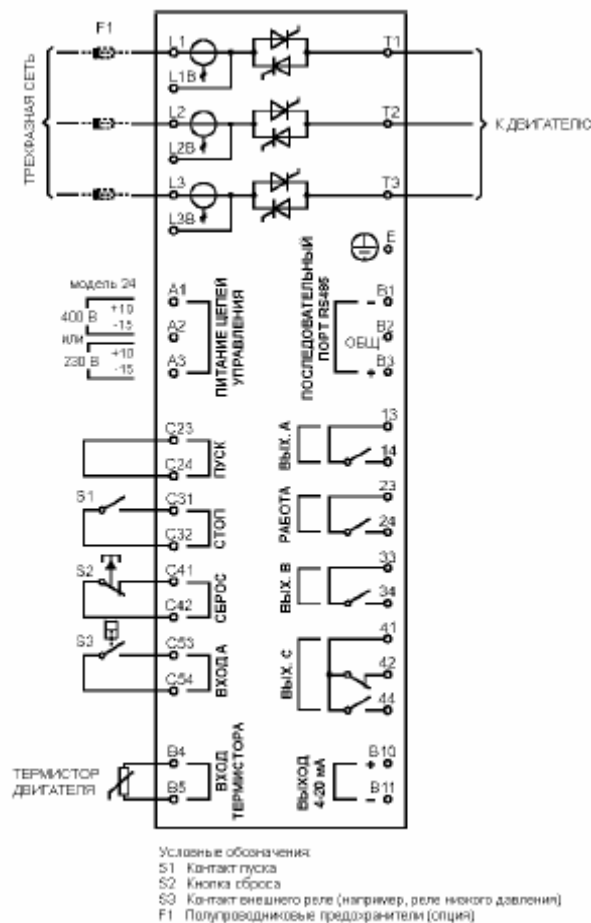 F1
L1
T1
L1B
L2
T2
L2B
L3
T3
L3B
ТРЕХФАЗНАЯ СЕТЬ
К ДВИГАТЕЛЮ
E
модель 24
400 В +10 -15
или
230 В +10 -15
A1
A2
A3
ПИТАНИЕ ЦЕПЕЙ
УПРАВЛЕНИЯ
ПОСЛЕДОВАТЕЛЬНЫЙ
ПОРТ RS485
- B1
ОБЩ B2
+ B3
C23
C24
ПУСК
S1
C31
C32
СТОП
S2
C41
C42
СБРОС
S3
C53
C54
ВХОД А
ВЫХ. А
13
14
РАБОТА
23
24
ВЫХ. В
33
34
ВЫХ. С
41
42
44
ТЕРМИСТОР
ДВИГАТЕЛЯ
B4
B5
ВХОД
ТЕРМИСТОРА
ВЫХОД
4-20 мА
+ B10
- B11
Условные обозначения:
S1 Контакт пуска
S2 Кнопка сброса
S3 Контакт внешнего реле (например, реле низкого давления)
F1 Полупроводниковые предохранители (опция)